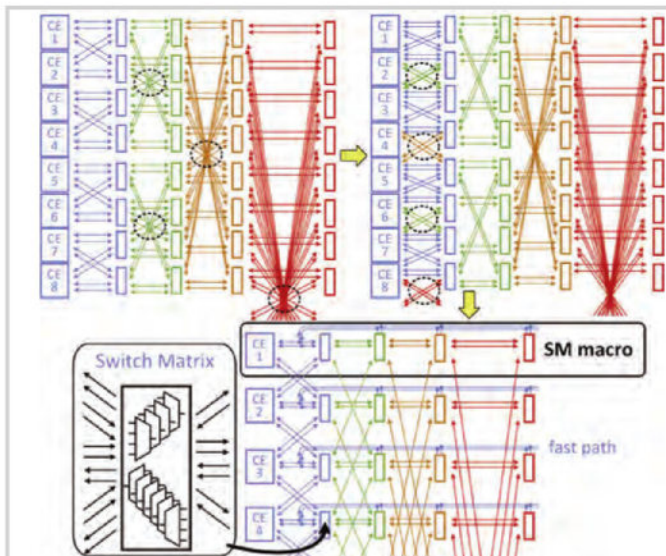 CE 1
CE 2
CE 3
CE 4
CE 5
CE 6
CE 7
CE 8
CE 1
CE 2
CE 3
CE 4
CE 5
CE 6
CE 7
CE 8
Switch Matrix
CE 1
SM macro
CE 2
fast path
CE 3
CE 4